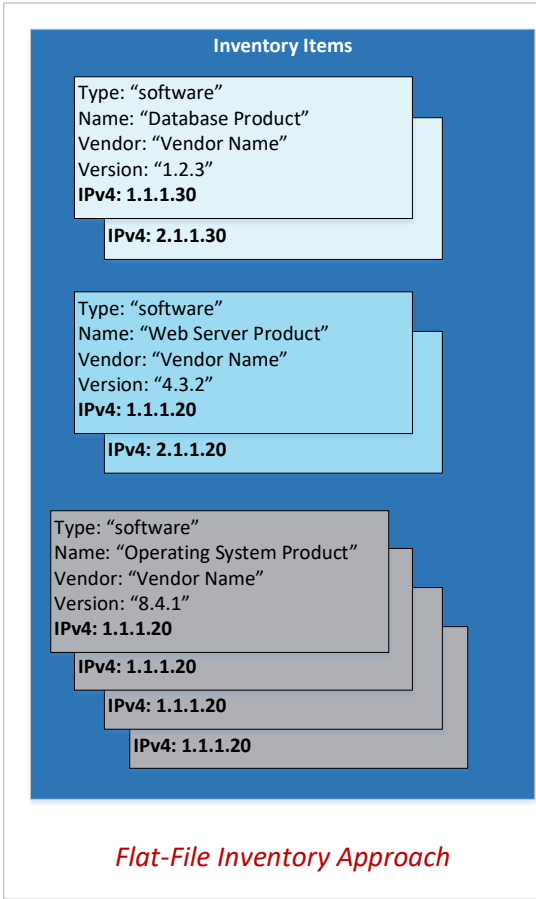 Inventory Items
Type: “software”
Name: “Database Product”
Vendor: “Vendor Name”
Version: “1.2.3”
IPv4: 1.1.1.30
IPv4: 2.1.1.30
Type: “software”
Name: “Web Server Product”
Vendor: “Vendor Name”
Version: “4.3.2”
IPv4: 1.1.1.20
IPv4: 2.1.1.20
Type: “software”
Name: “Operating System Product”
Vendor: “Vendor Name”
Version: “8.4.1”
IPv4: 1.1.1.20
IPv4: 1.1.1.20
IPv4: 1.1.1.20
IPv4: 1.1.1.20
Flat-File Inventory Approach